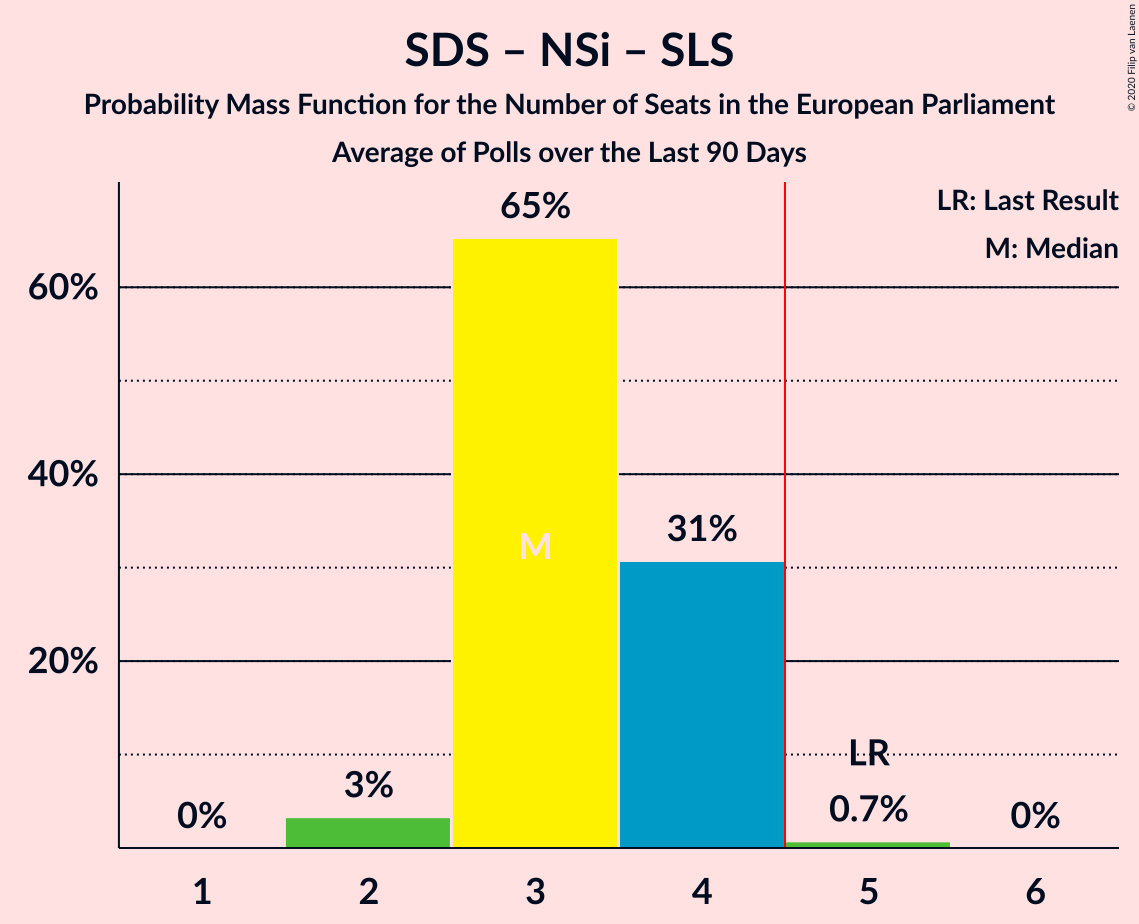 SDS – NSi – SLS
Probability Mass Function for the Number of Seats in the European Parliament
Average of Polls over the Last 90 Days
© 2020 Filip van Laenen
LR: Last Result
M: Median
65%
60%
40%
31%
M
20%
LR
3%
0.7%
0%
0%
1 2 3 4 5 6